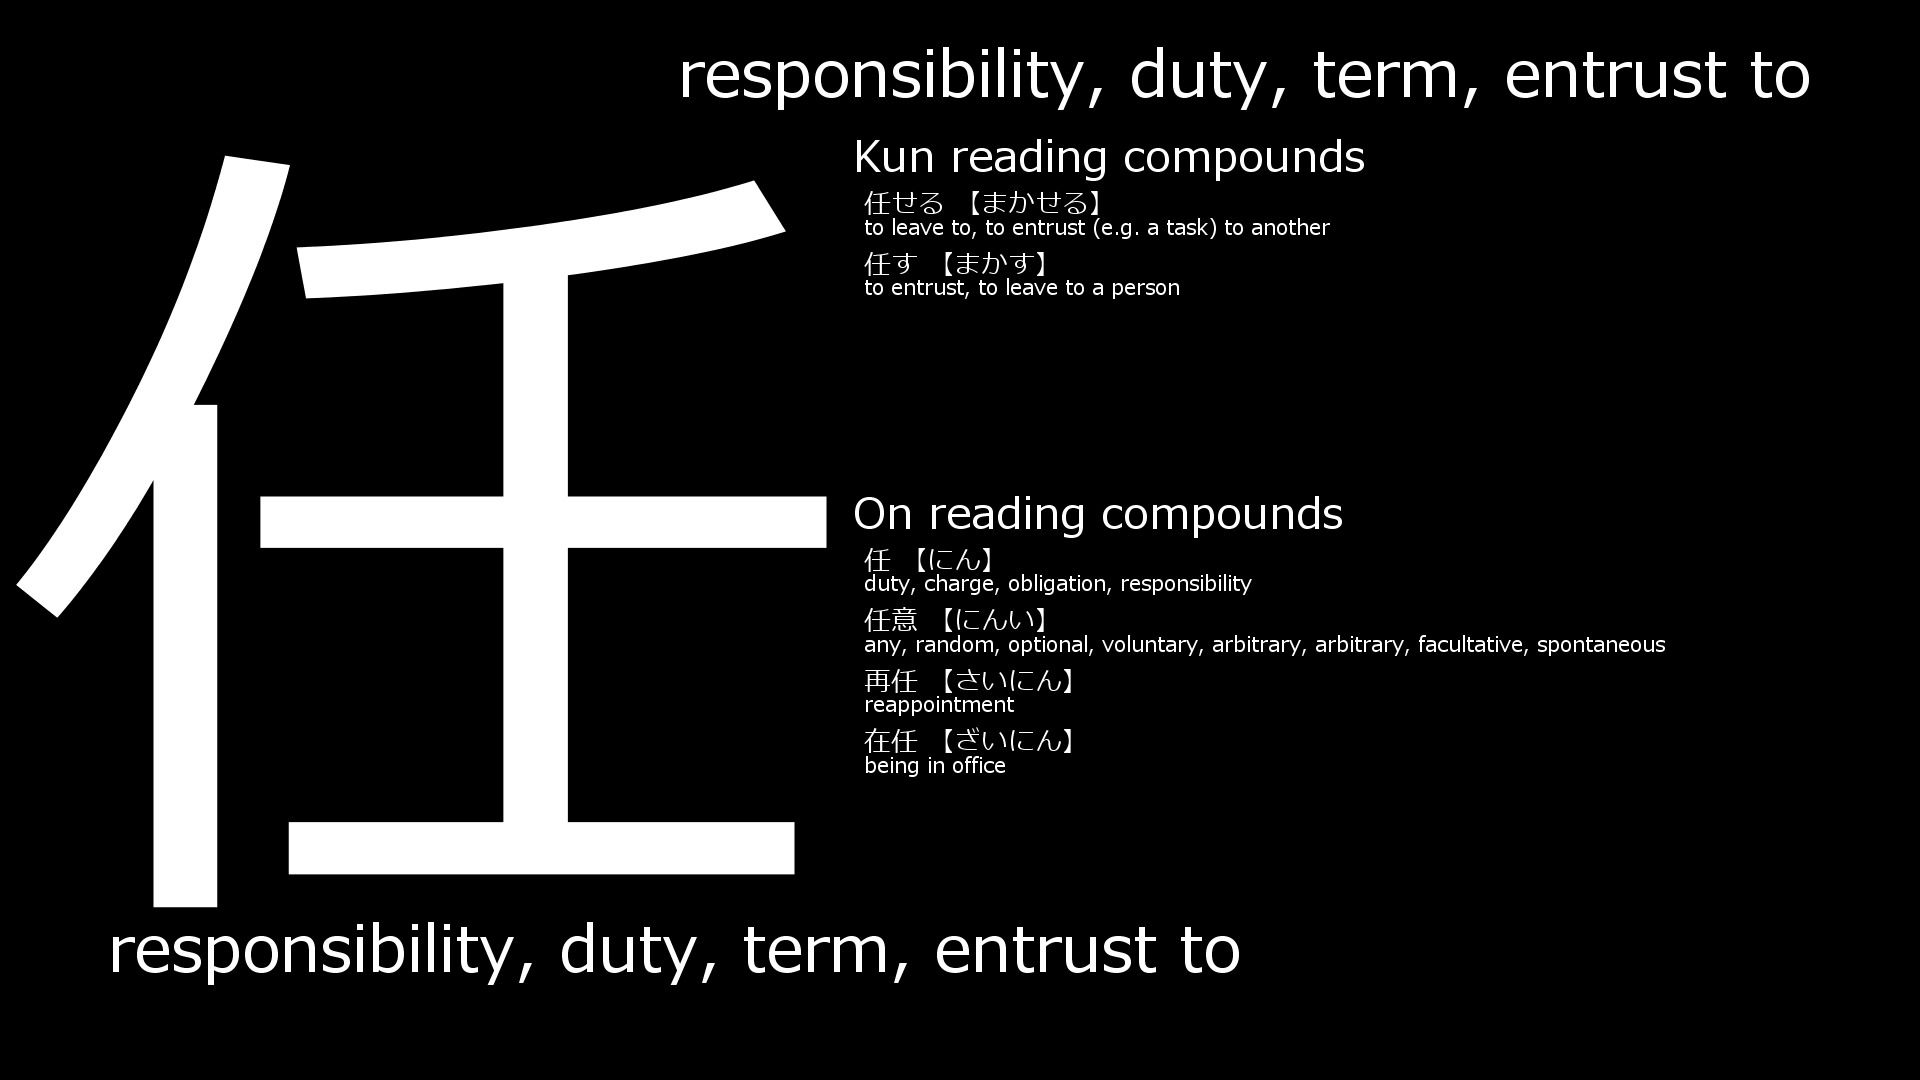 responsibility, duty, term, entrust to
任
Kun reading compounds
任せる 【まかせる】
to leave to, to entrust (e.g. a task) to another
任す 【まかす】
to entrust, to leave to a person
On reading compounds
任 【にん】
duty, charge, obligation, responsibility
任意 【にんい】
any, random, optional, voluntary, arbitrary, arbitrary, facultative, spontaneous
再任 【さいにん】
reappointment
在任 【ざいにん】
being in office
responsibility, duty, term, entrust to